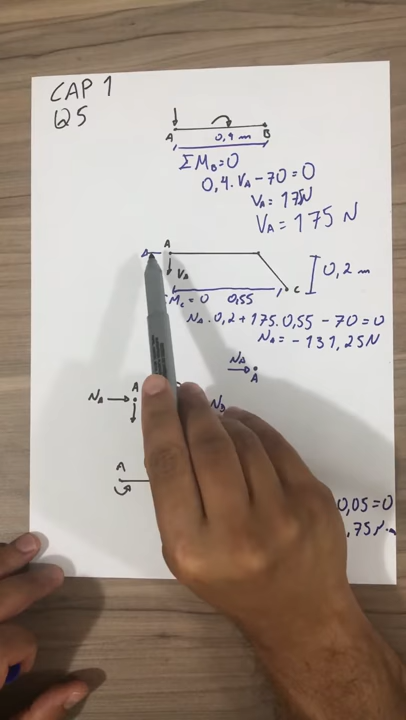 CAP 1
Q5
A 0,4 m B
ΣM_B=0
0,4. V_A - 70 = 0
V_A = 175N
V_A = 175 N
A
V_A
0,2 m
C
M_C = 0 0,55
N_A . 0,2 + 175 . 0,55 - 70 = 0
N_A = - 131,25N
N_A
A
A
N_A
N_B
A
0,05=0
,75 N.m